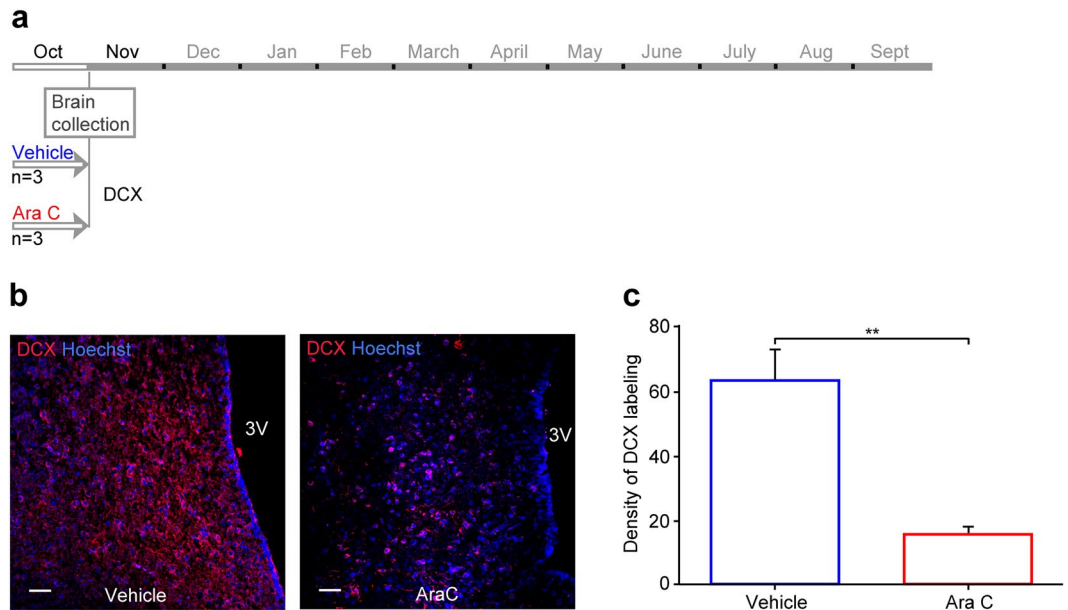 a
Oct Nov Dec Jan Feb March April May June July Aug Sept
Brain
collection
Vehicle
n=3
DCX
Ara C
n=3
b
DCX Hoechst
3V
Vehicle
DCX Hoechst
3V
AraC
c
Density of DCX labeling
80
60
40
20
0
**
Vehicle Ara C